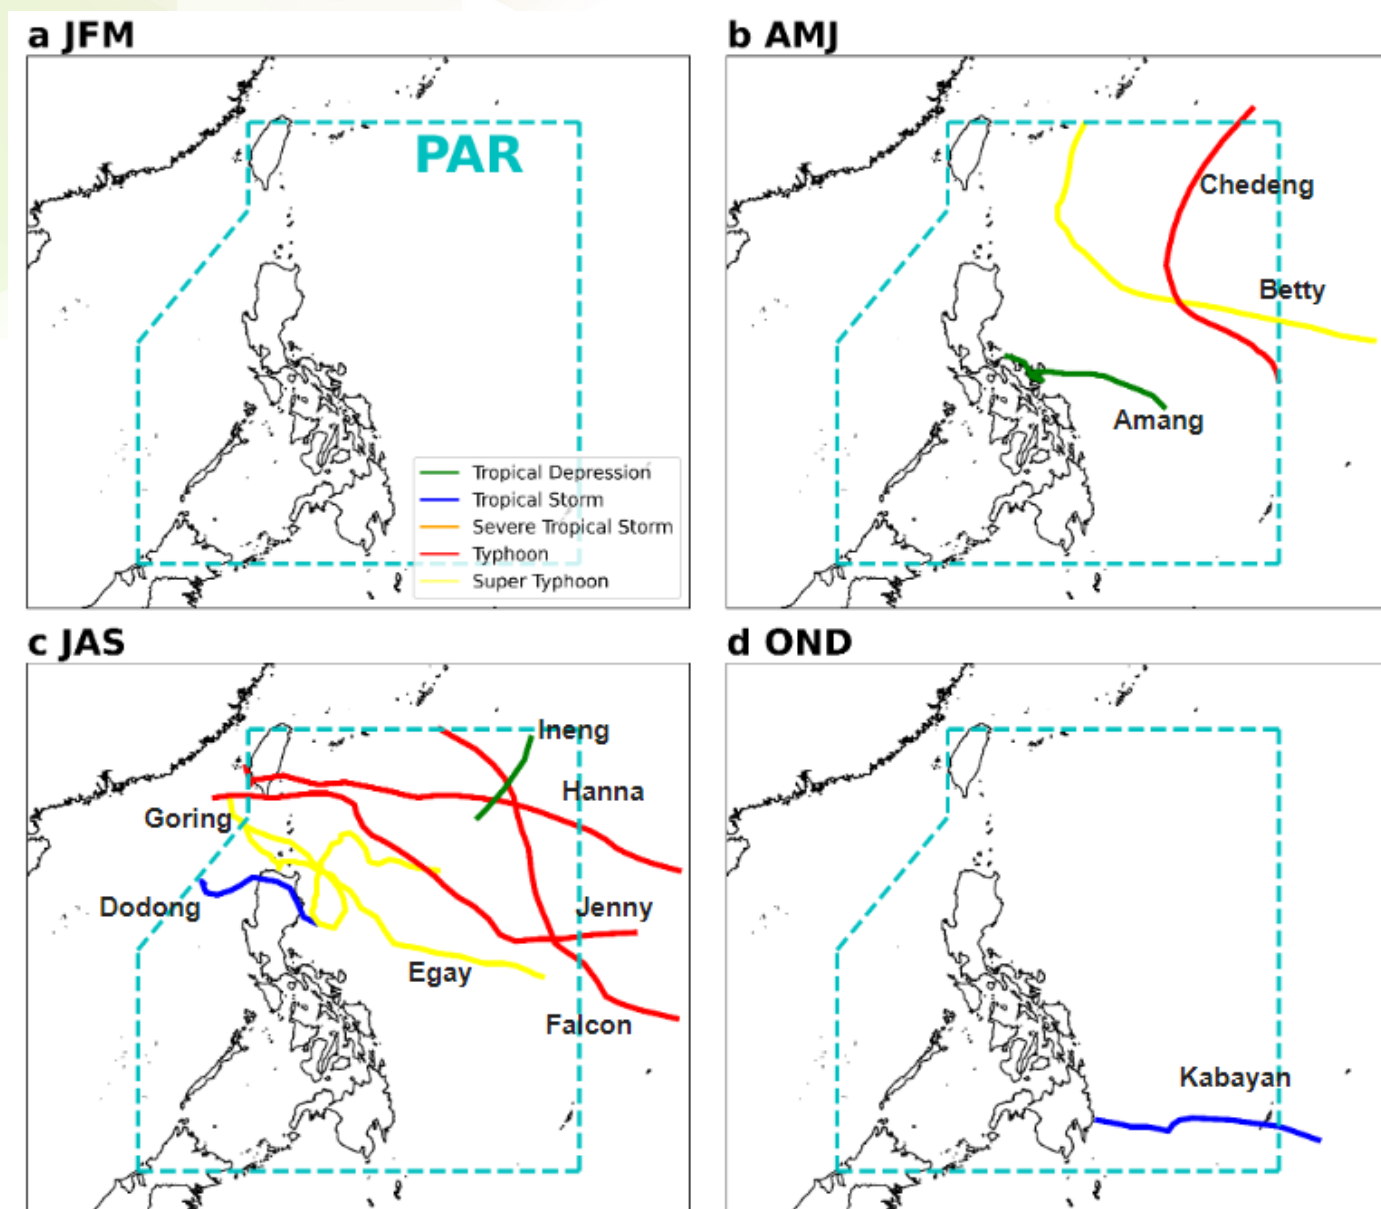 a JFM
PAR
Tropical Depression
Tropical Storm
Severe Tropical Storm
Typhoon
Super Typhoon
b AMJ
Chedeng
Betty
Amang
c JAS
Ineng
Hanna
Goring
Dodong
Jenny
Egay
Falcon
d OND
Kabayan